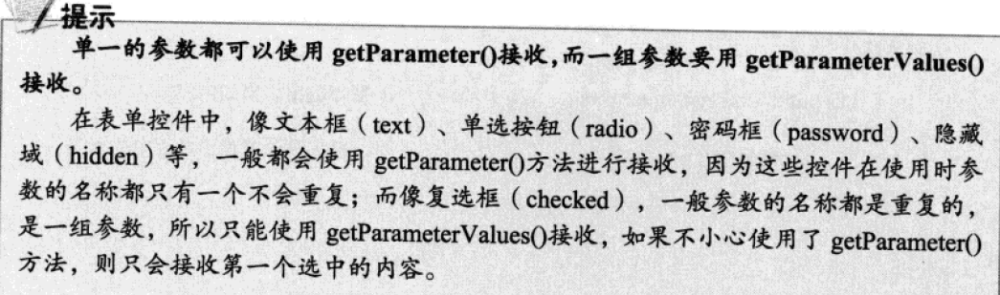 提示
单一的参数都可以使用 getParameter()接收,而一组参数要用 getParameterValues()
接收。
在表单控件中，像文本框（text）、单选按钮（radio）、密码框（password）、隐藏
域（hidden）等，一般都会使用 getParameter()方法进行接收，因为这些控件在使用时参
数的名称都只有一个不会重复；而像复选框（checked），一般参数的名称都是重复的，
是一组参数，所以只能使用 getParameterValues()接收，如果不小心使用了 getParameter()
方法，则只会接收第一个选中的内容。